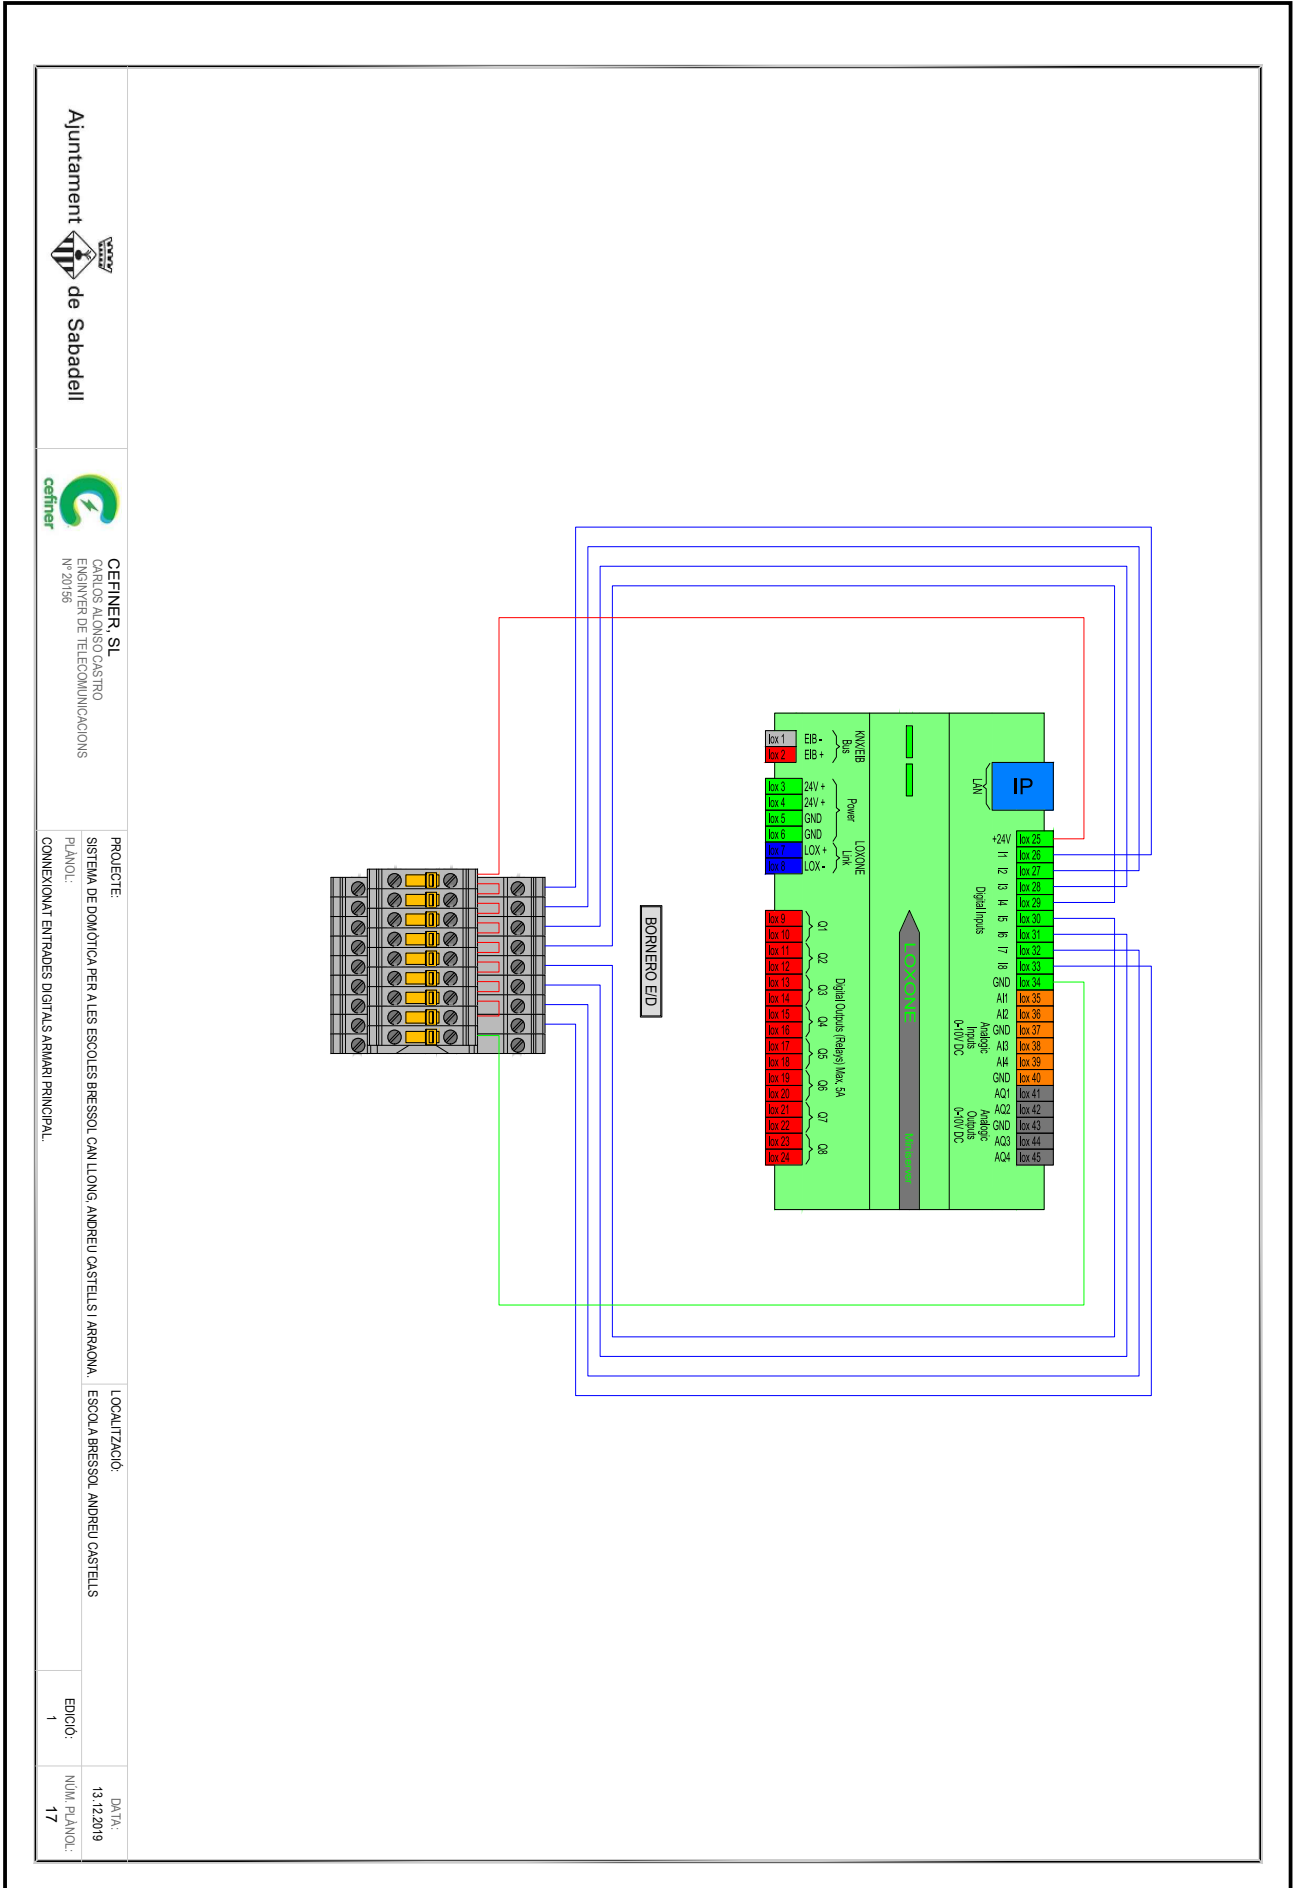 IP
LAN
+24V lox 25
I1 lox 26
I2 lox 27
I3 lox 28
I4 lox 29
I5 lox 30
I6 lox 31
I7 lox 32
I8 lox 33
GND lox 34
AI1 lox 35
AI2 lox 36
GND lox 37
AI3 lox 38
AI4 lox 39
GND lox 40
AQ1 lox 41
AQ2 lox 42
GND lox 43
AQ3 lox 44
AQ4 lox 45
Digital Inputs
Analogic
Inputs
0-10V DC
Analogic
Outputs
0-10V DC
LOXONE
Miniserver
KNX/EIB
Bus
Power
LOXONE
Link
lox 1 EIB -
lox 2 EIB +
lox 3 24V +
lox 4 24V +
lox 5 GND
lox 6 GND
lox 7 LOX +
lox 8 LOX -
Digital Outputs (Relays) Max. 5A
lox 9
lox 10
Q1
lox 11
lox 12
Q2
lox 13
lox 14
Q3
lox 15
lox 16
Q4
lox 17
lox 18
Q5
lox 19
lox 20
Q6
lox 21
lox 22
Q7
lox 23
lox 24
Q8
BORNERO E/D
Ajuntament de Sabadell
cefiner
CEFINER, SL
CARLOS ALONSO CASTRO
ENGINYER DE TELECOMUNICACIONS
Nº 20156
PROJECTE:
SISTEMA DE DOMÒTICA PER A LES ESCOLES BRESSOL CAN LLONG, ANDREU CASTELLS I ARRAONA.
PLÀNOL:
CONNEXIONAT ENTRADES DIGITALS ARMARI PRINCIPAL.
LOCALITZACIÓ:
ESCOLA BRESSOL ANDREU CASTELLS
EDICIÓ:
1
DATA:
13.12.2019
NÚM. PLÀNOL:
17